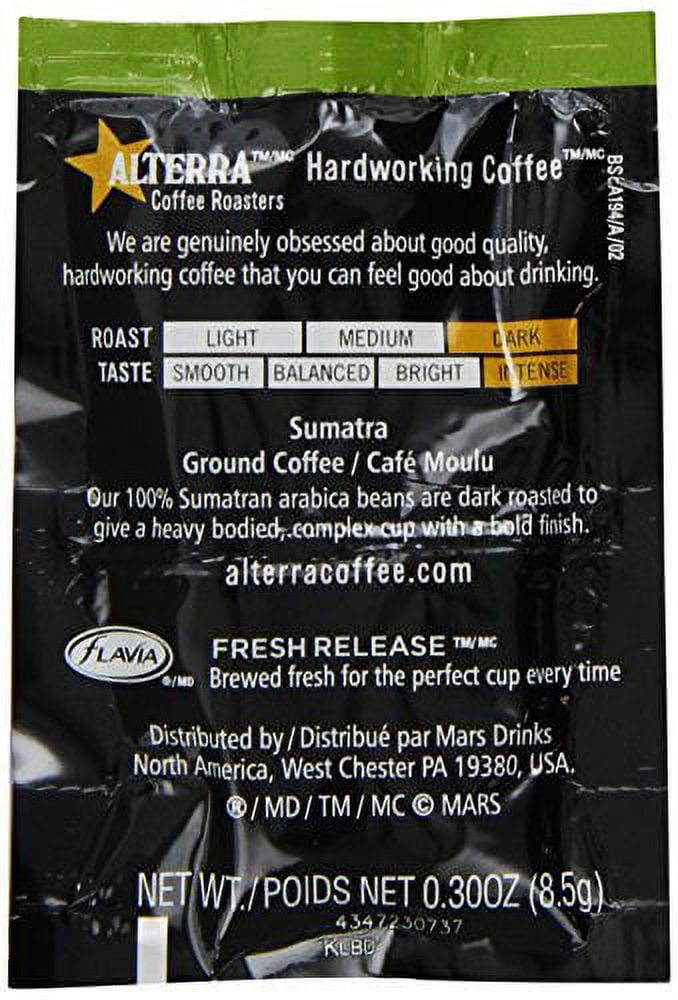 ALTERRA™/MC Hardworking Coffee™/MC
Coffee Roasters
BSCA194/A/02
We are genuinely obsessed about good quality,
hardworking coffee that you can feel good about drinking.
ROAST LIGHT MEDIUM DARK
TASTE SMOOTH BALANCED BRIGHT INTENSE
Sumatra
Ground Coffee / Café Moulu
Our 100% Sumatran arabica beans are dark roasted to
give a heavy bodied, complex cup with a bold finish.
alterracoffee.com
FLAVIA ®/MD
FRESH RELEASE TM/MC
Brewed fresh for the perfect cup every time
Distributed by / Distribué par Mars Drinks
North America, West Chester PA 19380, USA.
®/ MD / TM / MC © MARS
NET WT./POIDS NET 0.30OZ (8.5g)
4347230737
KLBD